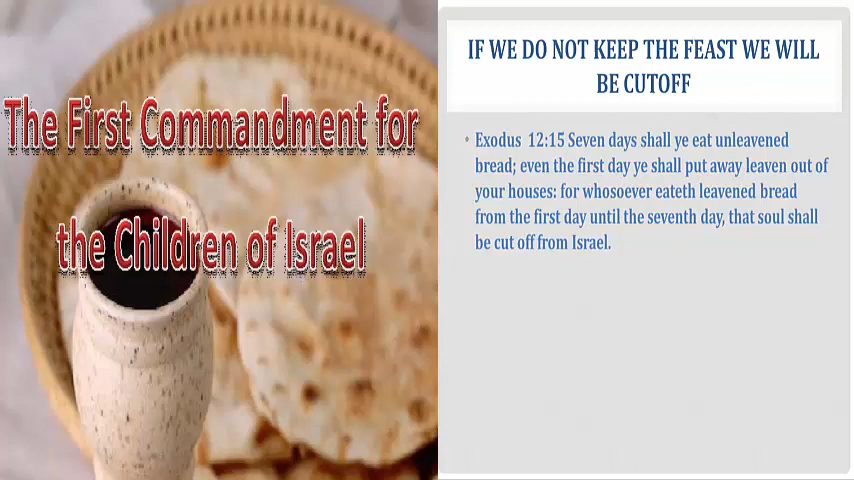 The First Commandment for
the Children of Israel
IF WE DO NOT KEEP THE FEAST WE WILL
BE CUTOFF
• Exodus 12:15 Seven days shall ye eat unleavened
bread; even the first day ye shall put away leaven out of
your houses: for whosoever eateth leavened bread
from the first day until the seventh day, that soul shall
be cut off from Israel.